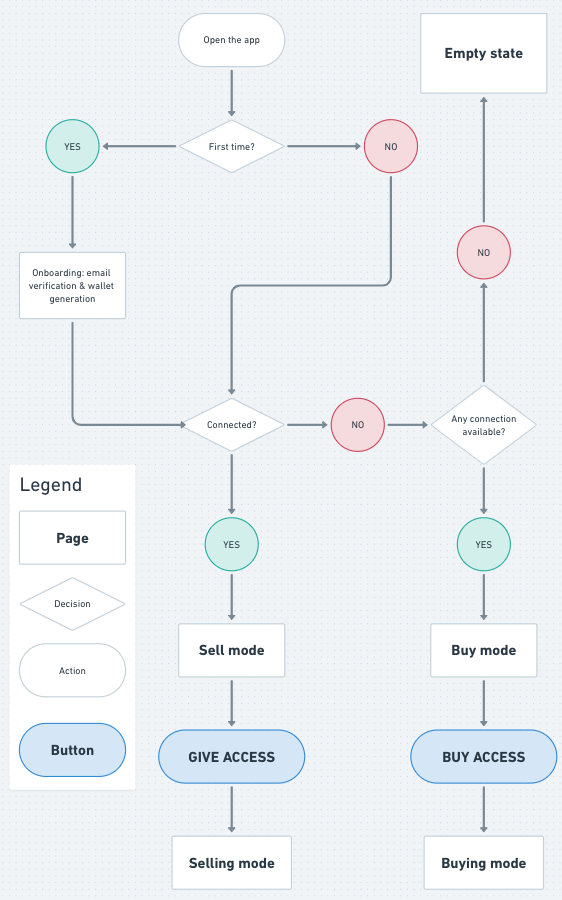 Open the app
Empty state
YES
First time?
NO
NO
Onboarding: email
verification & wallet
generation
Connected?
NO
Any connection
available?
Legend
Page
Decision
Action
Button
YES
YES
Sell mode
Buy mode
GIVE ACCESS
BUY ACCESS
Selling mode
Buying mode